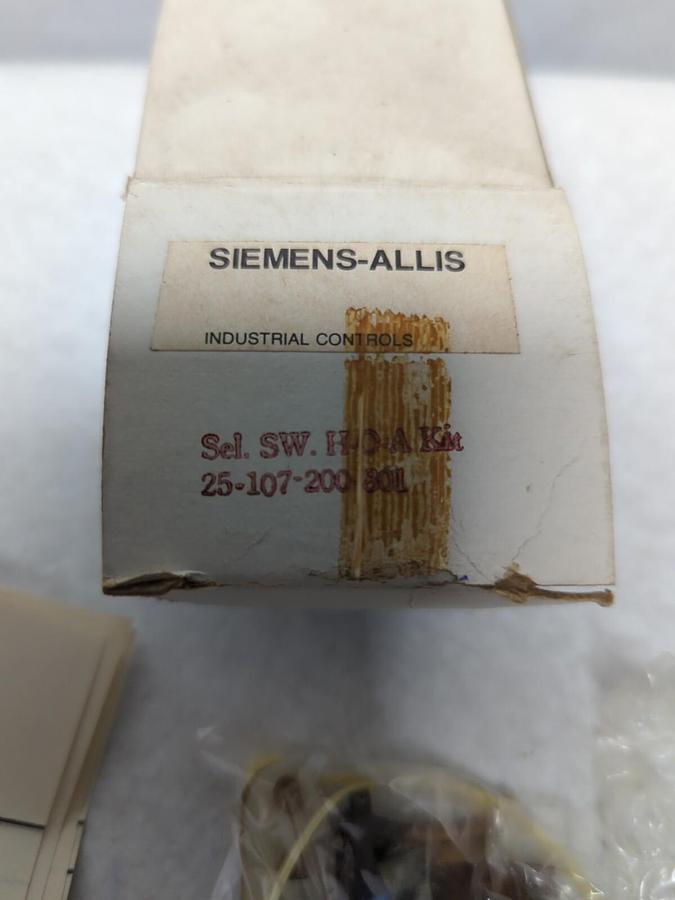 SIEMENS-ALLIS
INDUSTRIAL CONTROLS
Sel. SW. H-O-A Kit
25-107-200-801